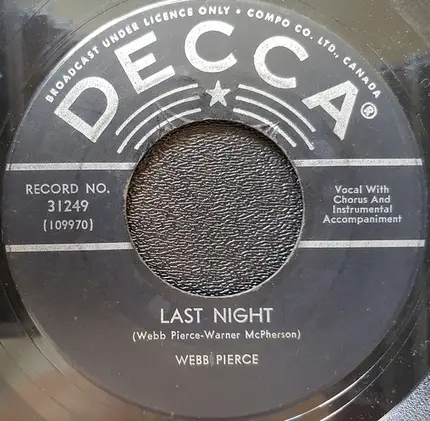 BROADCAST UNDER LICENCE ONLY • COMPO CO. LTD., CANADA
DECCA®
RECORD NO.
31249
(109970)
Vocal With
Chorus And
Instrumental
Accompaniment
LAST NIGHT
(Webb Pierce-Warner McPherson)
WEBB PIERCE